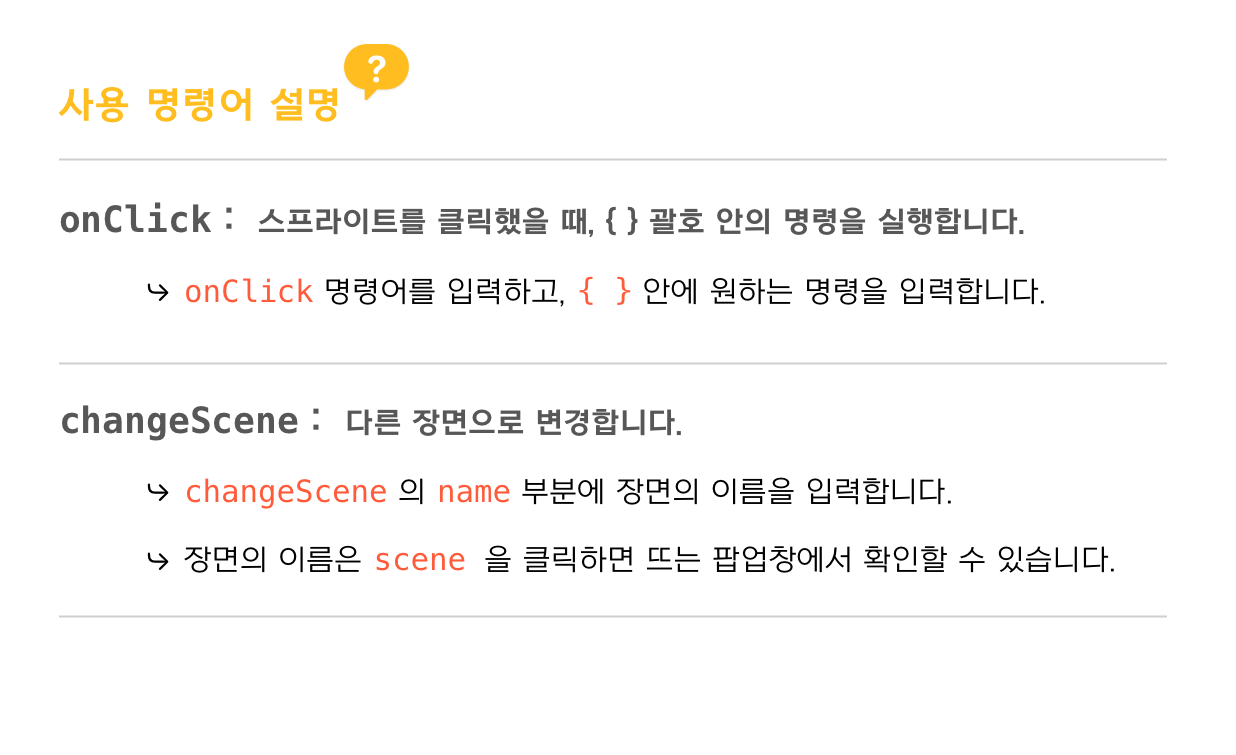 사용 명령어 설명 ?
onClick : 스프라이트를 클릭했을 때, { } 괄호 안의 명령을 실행합니다.
↪ onClick 명령어를 입력하고, { } 안에 원하는 명령을 입력합니다.
changeScene : 다른 장면으로 변경합니다.
↪ changeScene 의 name 부분에 장면의 이름을 입력합니다.
↪ 장면의 이름은 scene 을 클릭하면 뜨는 팝업창에서 확인할 수 있습니다.